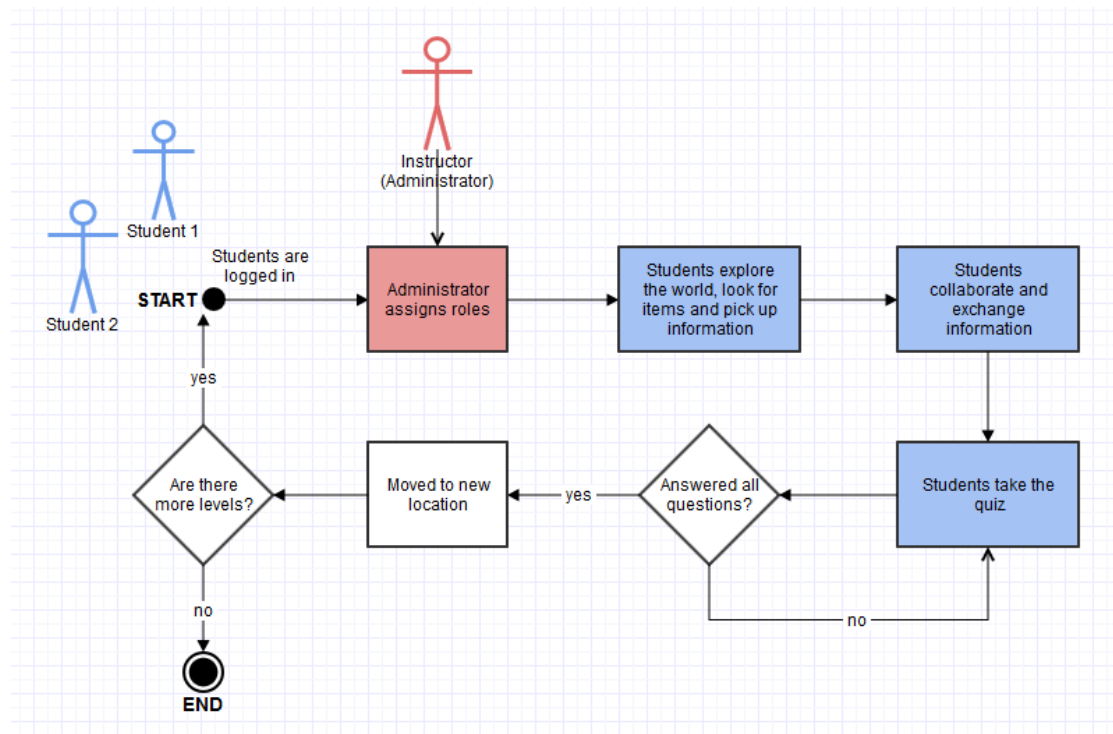 Instructor
(Administrator)
Student 1
Student 2
Students are
logged in
START
Administrator
assigns roles
Students explore
the world, look for
items and pick up
information
Students
collaborate and
exchange
information
yes
Are there
more levels?
Moved to new
location
yes
Answered all
questions?
Students take the
quiz
no
no
END